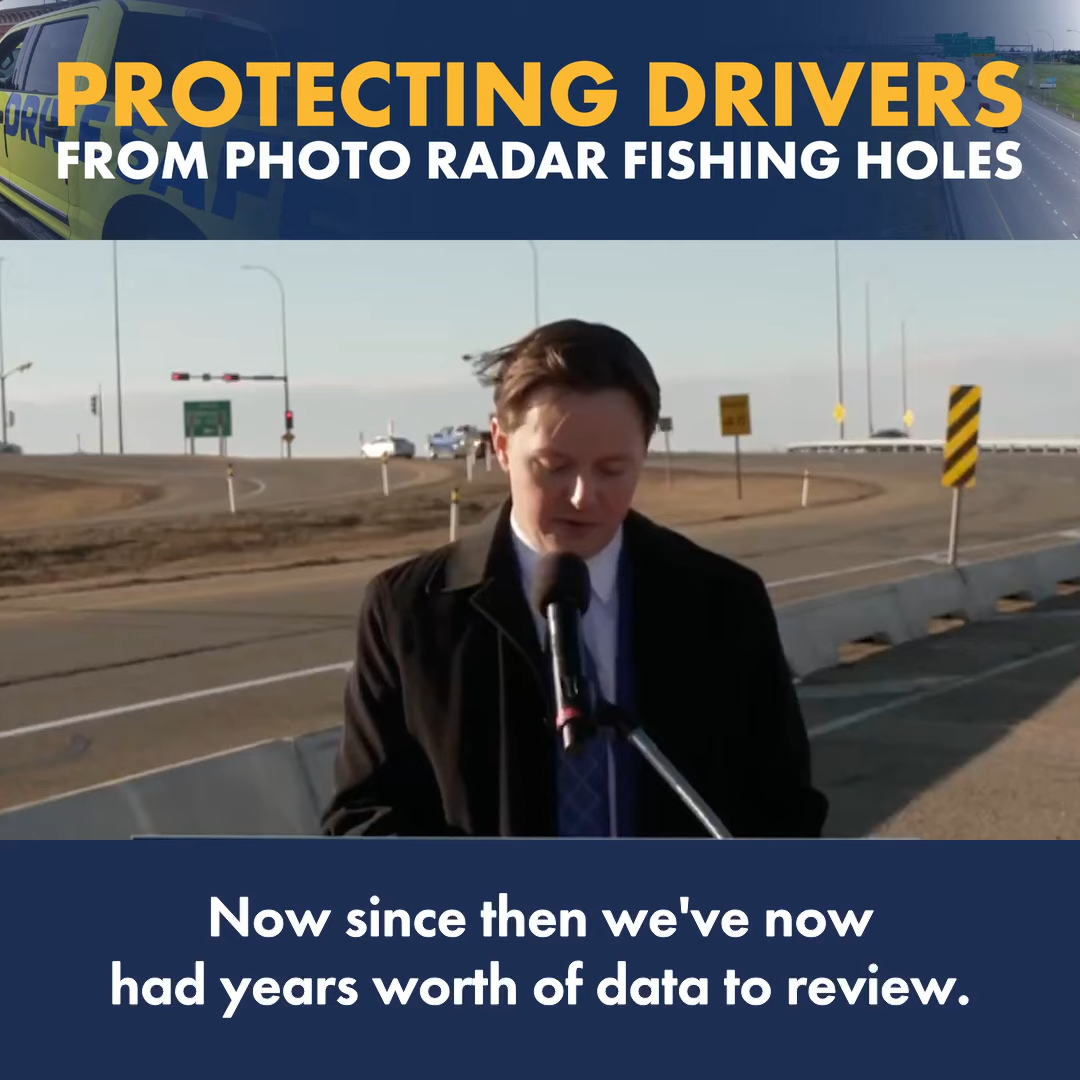 PROTECTING DRIVERS
FROM PHOTO RADAR FISHING HOLES
Now since then we've now
had years worth of data to review.